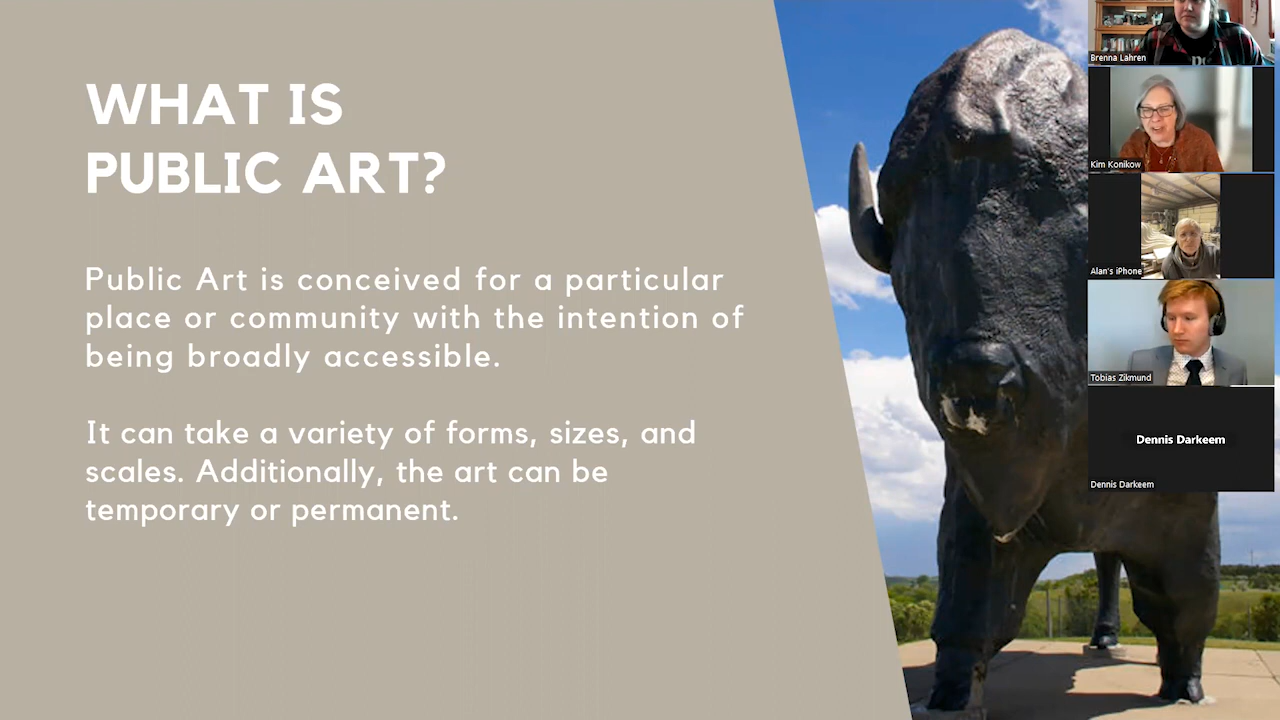 WHAT IS
PUBLIC ART?
Public Art is conceived for a particular
place or community with the intention of
being broadly accessible.
It can take a variety of forms, sizes, and
scales. Additionally, the art can be
temporary or permanent.
Brenna Lahren
Kim Konikow
Alan's iPhone
Tobias Zikmund
Dennis Darkeem
Dennis Darkeem